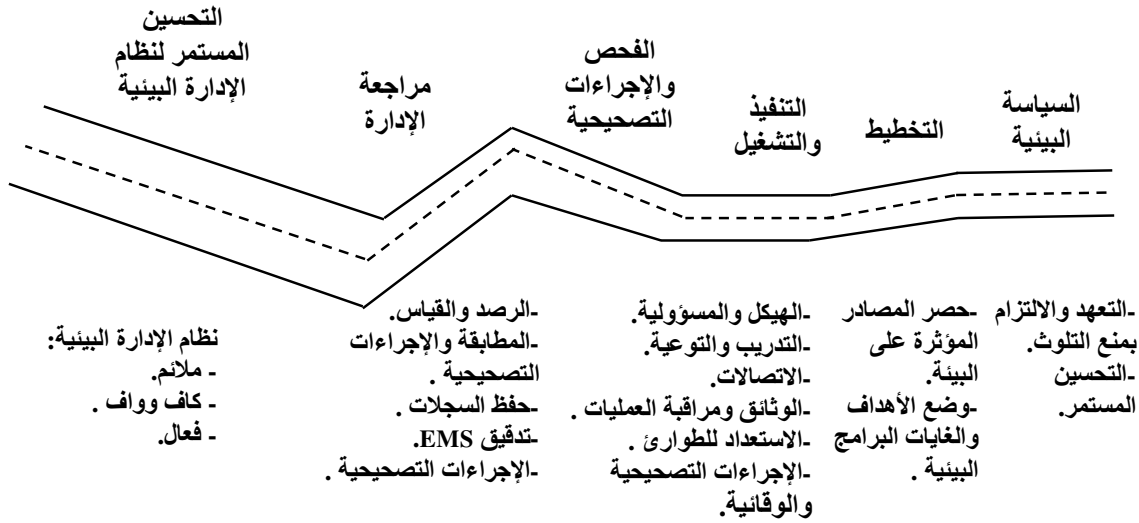 السياسة
البيئية
التخطيط
التنفيذ
والتشغيل
الفحص
والإجراءات
التصحيحية
مراجعة
الإدارة
التحسين
المستمر لنظام
الإدارة البيئية
-التعهد والالتزام
بمنع التلوث.
-التحسين
المستمر.
-حصر المصادر
المؤثرة على
البيئة.
-وضع الأهداف
والغايات البرامج
البيئية .
-الهيكل والمسؤولية.
-التدريب والتوعية.
-الاتصالات.
-الوثائق ومراقبة العمليات .
-الاستعداد للطوارئ .
-الإجراءات التصحيحية
والوقائية.
-الرصد والقياس.
-المطابقة والإجراءات
التصحيحية .
-حفظ السجلات .
-تدقيق EMS.
-الإجراءات التصحيحية .
نظام الإدارة البيئية:
- ملائم.
- كاف وواف .
- فعال.